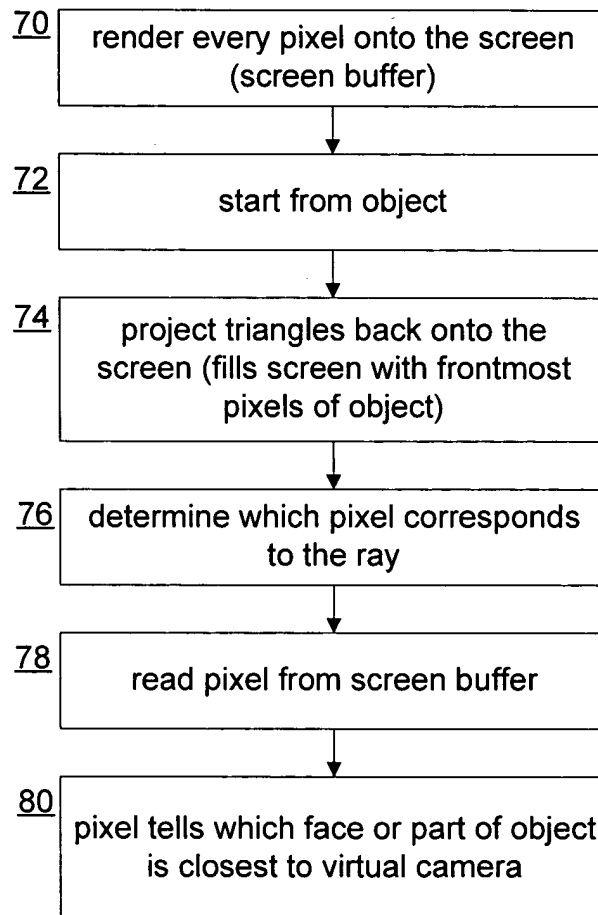 70
render every pixel onto the screen
(screen buffer)
72
start from object
74
project triangles back onto the
screen (fills screen with frontmost
pixels of object)
76
determine which pixel corresponds
to the ray
78
read pixel from screen buffer
80
pixel tells which face or part of object
is closest to virtual camera